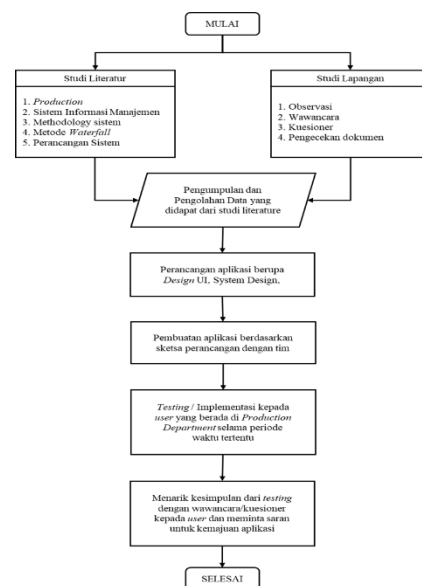 MULAI
Studi Literatur
1. Production
2. Sistem Informasi Manajemen
3. Methodology sistem
4. Metode Waterfall
5. Perancangan Sistem
Studi Lapangan
1. Observasi
2. Wawancara
3. Kuesioner
4. Pengecekan dokumen
Pengumpulan dan
Pengolahan Data yang
didapat dari studi literature
Perancangan aplikasi berupa
Design UI, System Design,
Pembuatan aplikasi berdasarkan
sketsa perancangan dengan tim
Testing / Implementasi kepada
user yang berada di Production
Department selama periode
waktu tertentu
Menarik kesimpulan dari testing
dengan wawancara/kuesioner
kepada user dan meminta saran
untuk kemajuan aplikasi
SELESAI